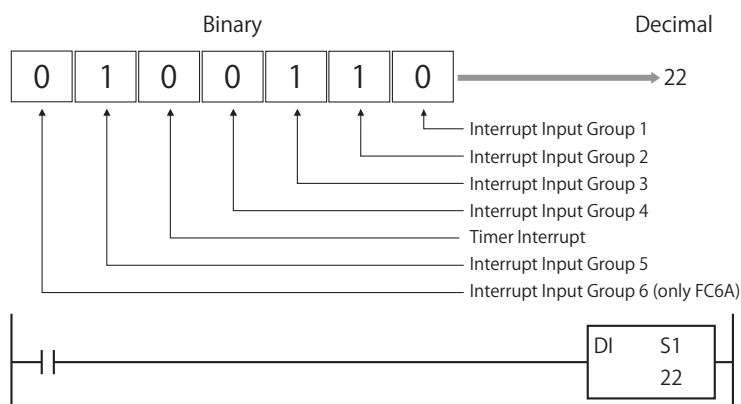 Binary Decimal
0 1 0 0 1 1 0 22
Interrupt Input Group 1
Interrupt Input Group 2
Interrupt Input Group 3
Interrupt Input Group 4
Timer Interrupt
Interrupt Input Group 5
Interrupt Input Group 6 (only FC6A)
DI S1
22